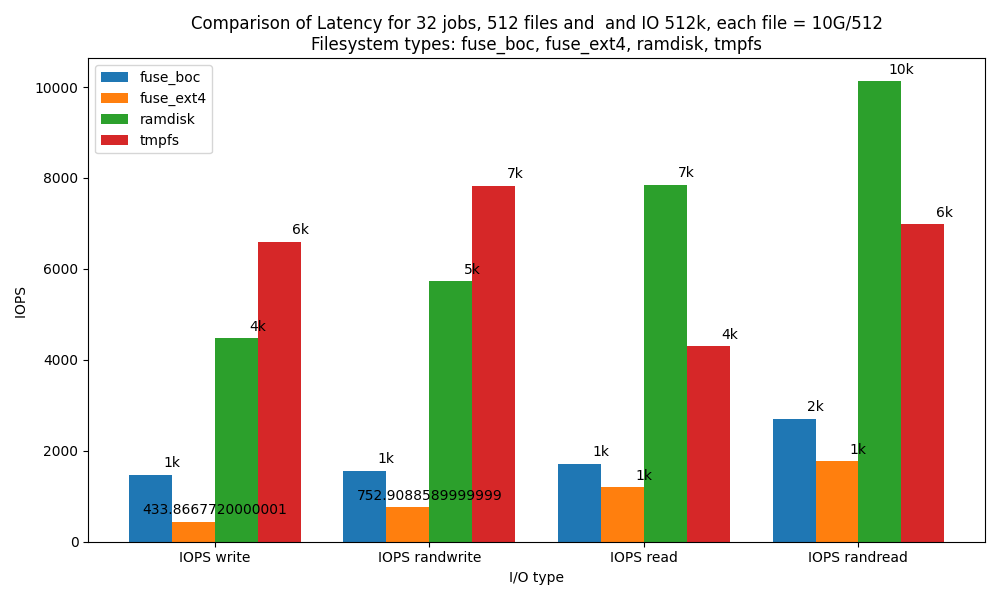 Comparison of Latency for 32 jobs, 512 files and  and IO 512k, each file = 10G/512
Filesystem types: fuse_boc, fuse_ext4, ramdisk, tmpfs
fuse_boc
fuse_ext4
ramdisk
tmpfs
10000
8000
6000
4000
2000
0
IOPS
1k
433.8667720000001
4k
6k
1k
752.9088589999999
5k
7k
1k
1k
7k
4k
2k
1k
10k
6k
IOPS write
IOPS randwrite
IOPS read
IOPS randread
I/O type